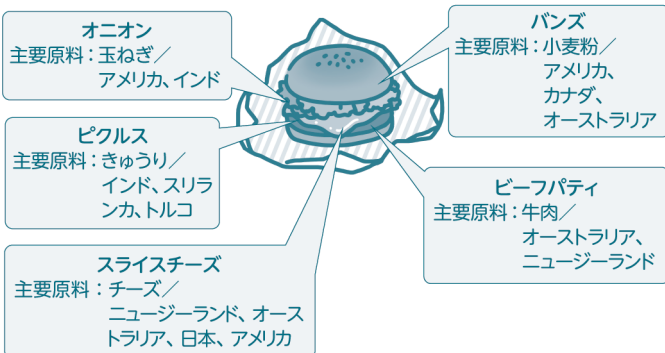 オニオン
主要原料：玉ねぎ／
アメリカ、インド
ピクルス
主要原料：きゅうり／
インド、スリラ
ンカ、トルコ
スライスチーズ
主要原料：チーズ／
ニュージーランド、オース
トラリア、日本、アメリカ
バンズ
主要原料：小麦粉／
アメリカ、
カナダ、
オーストラリア
ビーフパティ
主要原料：牛肉／
オーストラリア、
ニュージーランド